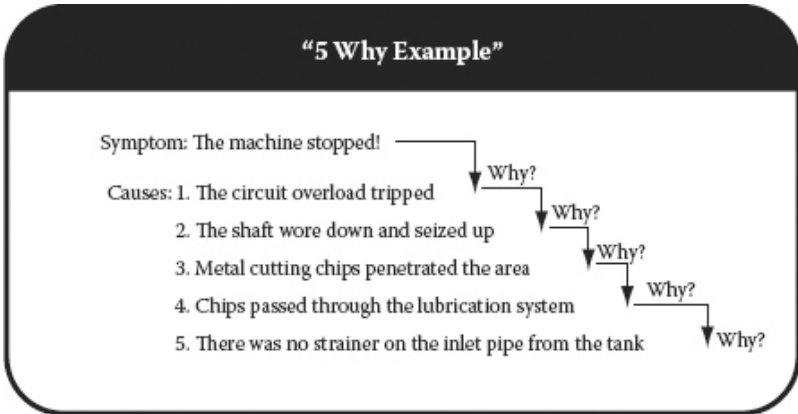 “5 Why Example”
Symptom: The machine stopped!
Why?
Causes: 1. The circuit overload tripped
Why?
2. The shaft wore down and seized up
Why?
3. Metal cutting chips penetrated the area
Why?
4. Chips passed through the lubrication system
5. There was no strainer on the inlet pipe from the tank
Why?